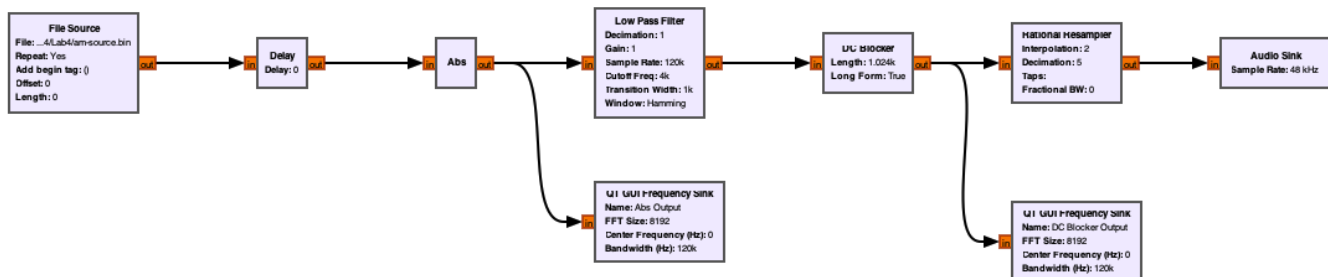 File Source
File: ...4/Lab4/am-source.bin
Repeat: Yes
Add begin tag: ()
Offset: 0
Length: 0
out
in
Delay
Delay: 0
out
in
Abs
out
in
Low Pass Filter
Decimation: 1
Gain: 1
Sample Rate: 120k
Cutoff Freq: 4k
Transition Width: 1k
Window: Hamming
out
in
QT GUI Frequency Sink
Name: Abs Output
FFT Size: 8192
Center Frequency (Hz): 0
Bandwidth (Hz): 120k
in
DC Blocker
Length: 1.024k
Long Form: True
out
in
Rational Resampler
Interpolation: 2
Decimation: 5
Taps:
Fractional BW: 0
out
in
QT GUI Frequency Sink
Name: DC Blocker Output
FFT Size: 8192
Center Frequency (Hz): 0
Bandwidth (Hz): 120k
in
Audio Sink
Sample Rate: 48 kHz